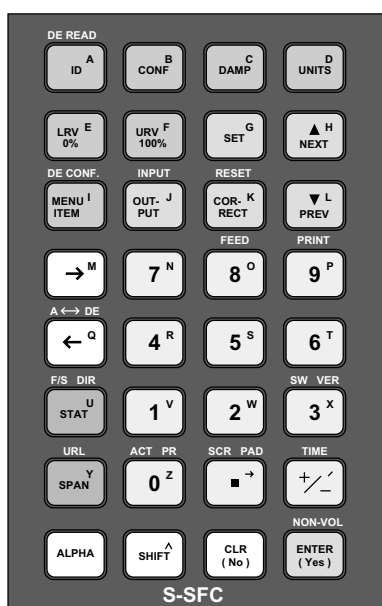 DE READ
A B C D
ID CONF DAMP UNITS
LRV E URV F G ▲ H
0% 100% SET NEXT
DE CONF. INPUT RESET
MENU I OUT- J COR- K ▼ L
ITEM PUT RECT PREV
FEED PRINT
→ M 7 N 8 O 9 P
A ↔ DE
← Q 4 R 5 S 6 T
F/S DIR SW VER
U
STAT 1 V 2 W 3 X
URL ACT PR SCR PAD TIME
Y
SPAN 0 Z ■ → +/− ′
NON-VOL
ALPHA SHIFT ^ CLR ENTER
( No ) ( Yes )
S-SFC